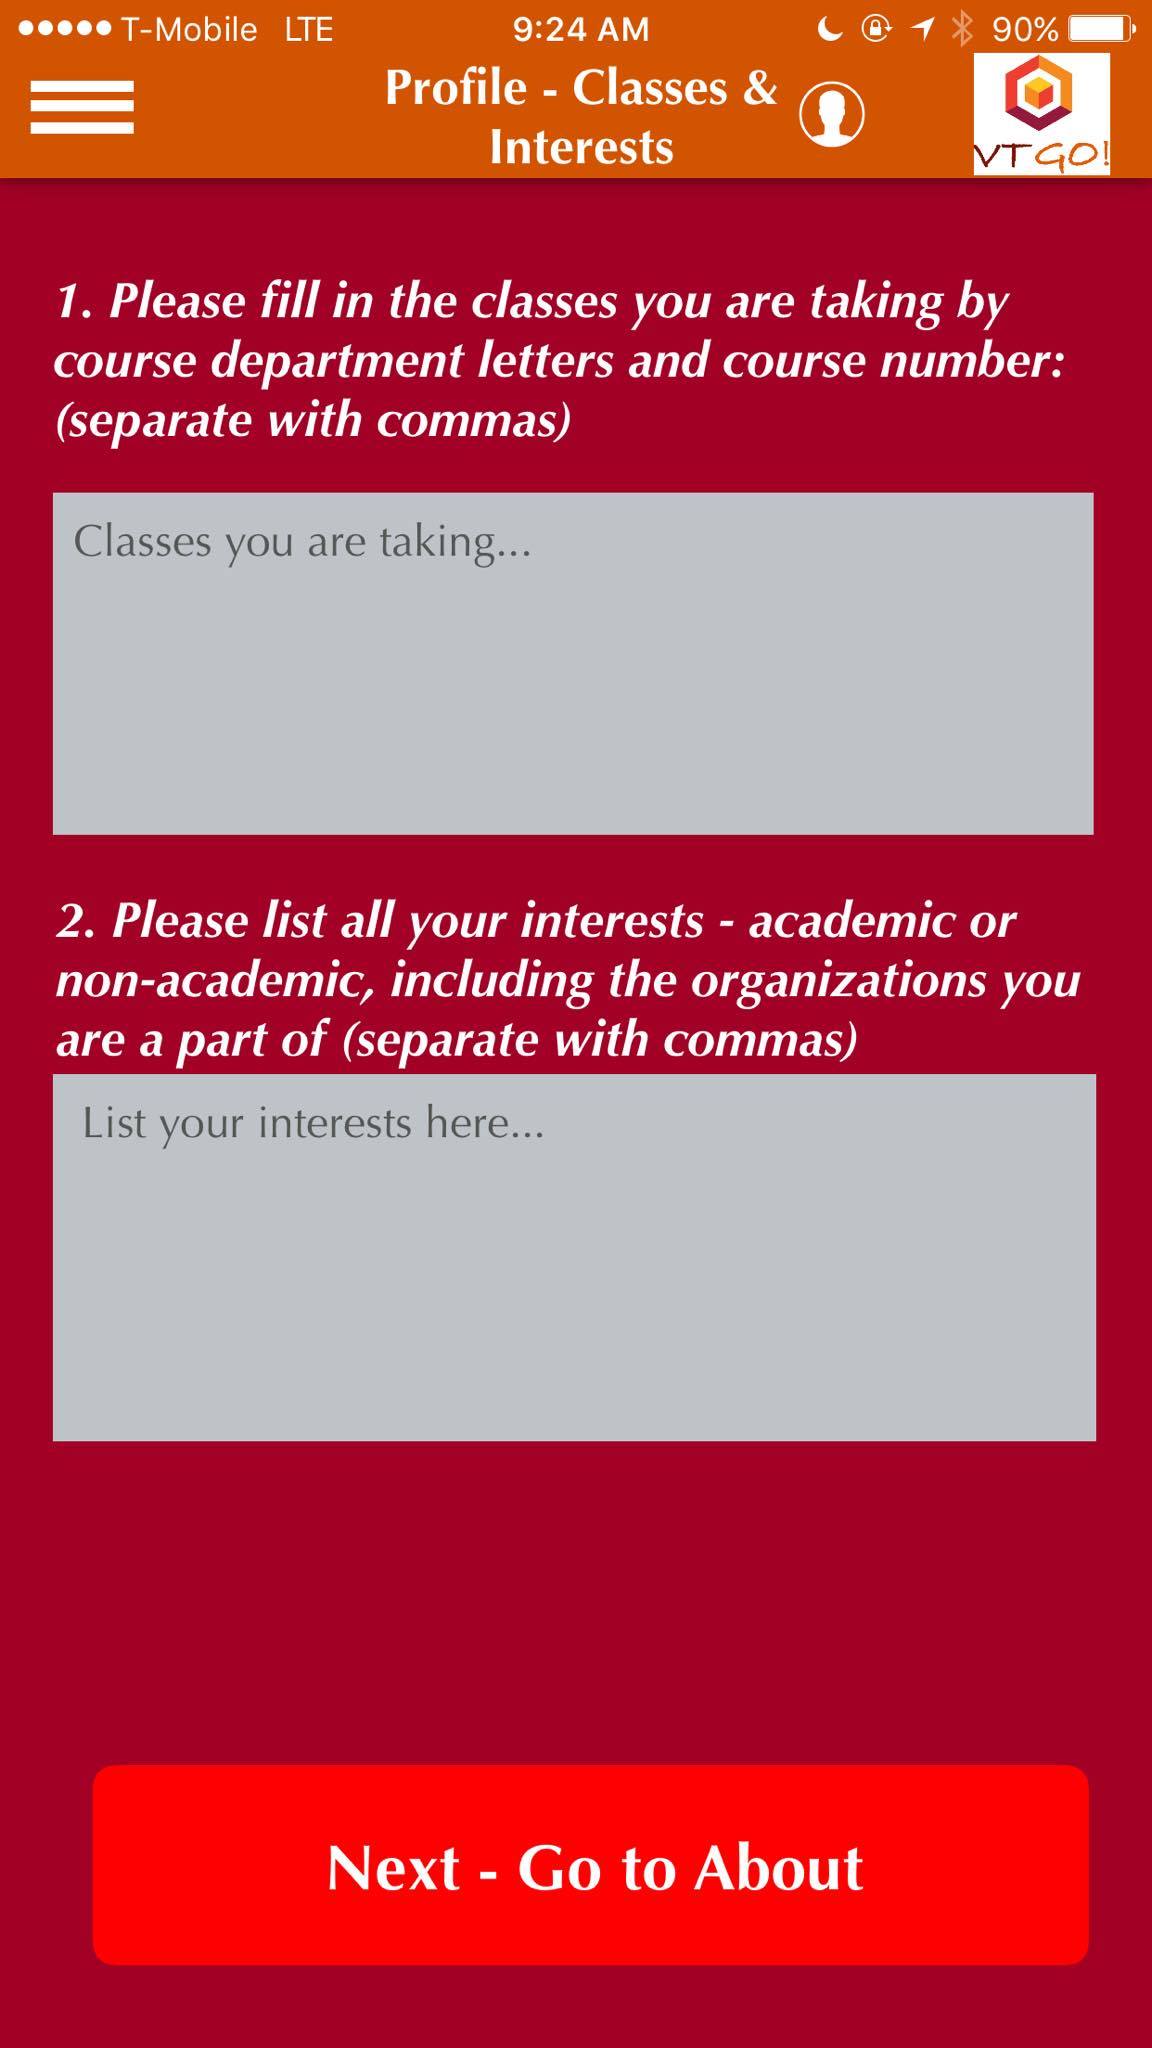 T-Mobile LTE 9:24 AM 90%
Profile - Classes &
Interests
VTGO!
1. Please fill in the classes you are taking by
course department letters and course number:
(separate with commas)
Classes you are taking...
2. Please list all your interests - academic or
non-academic, including the organizations you
are a part of (separate with commas)
List your interests here...
Next - Go to About